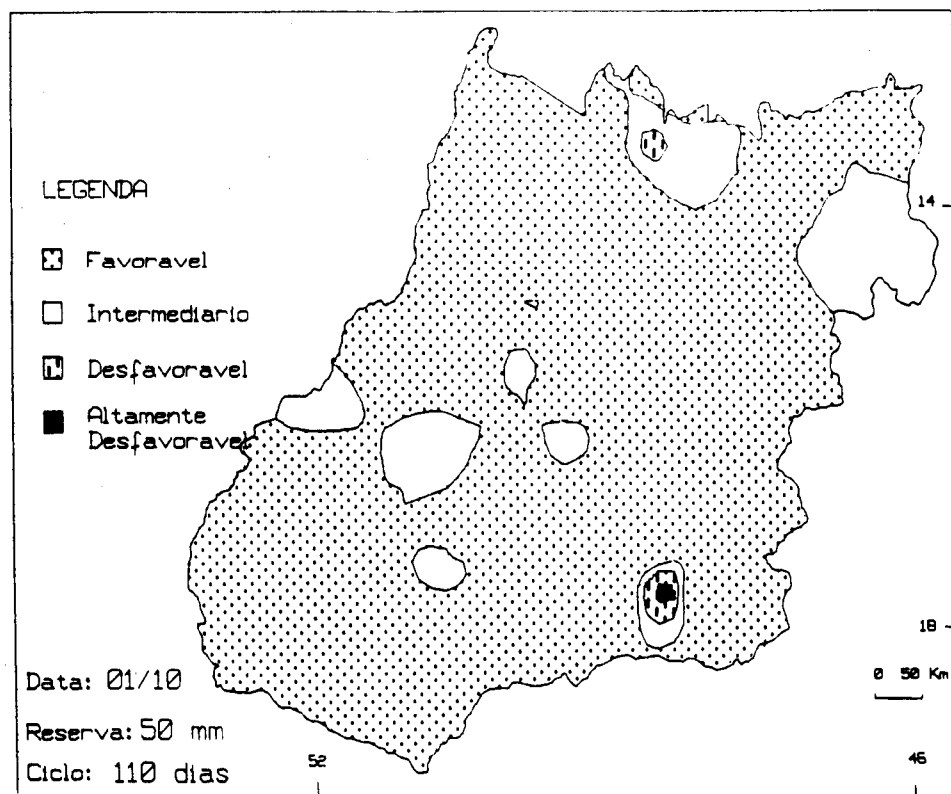 LEGENDA
Favoravel
Intermediario
Desfavoravel
Altamente
Desfavoravel
14
18
0 50 Km
Data: 01/10
Reserva: 50 mm
Ciclo: 110 dias
52
46